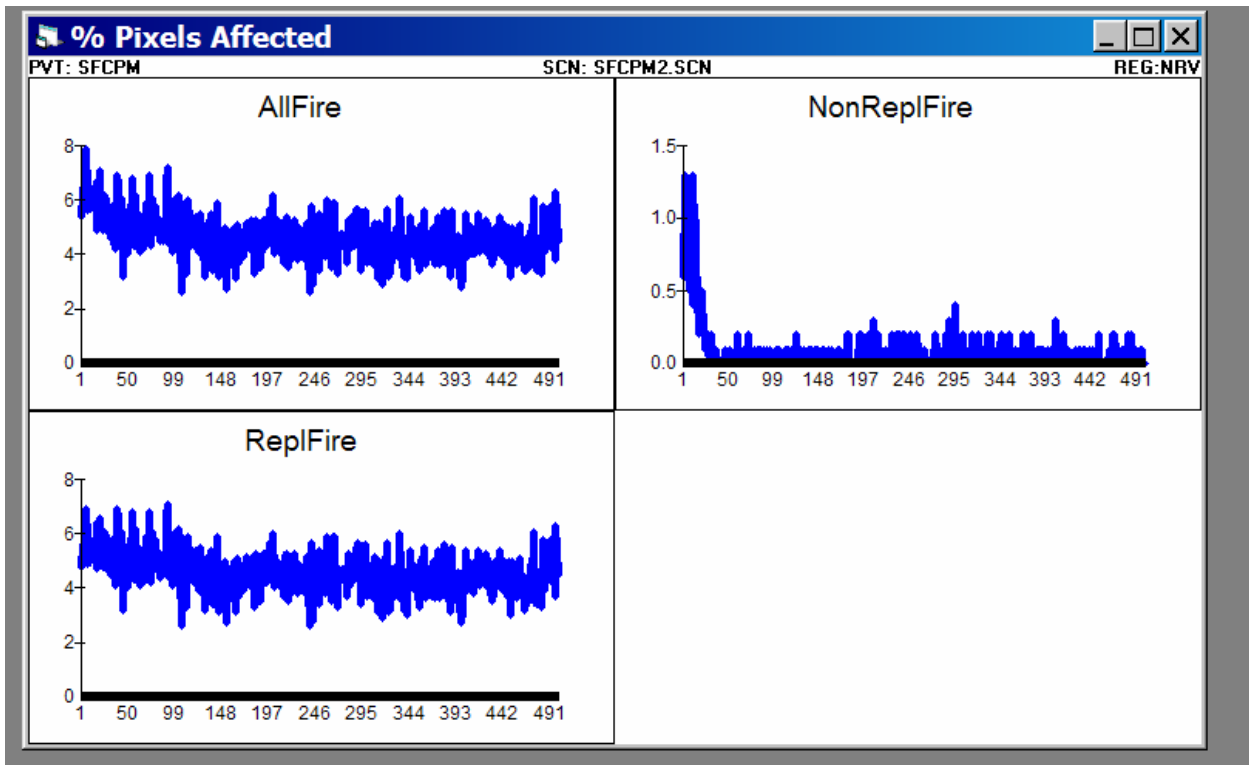 % Pixels Affected
PVT: SFCPM SCN: SFCPM2.SCN REG:NRV
AllFire
8
6
4
2
0
1 50 99 148 197 246 295 344 393 442 491
NonReplFire
1.5
1.0
0.5
0.0
1 50 99 148 197 246 295 344 393 442 491
ReplFire
8
6
4
2
0
1 50 99 148 197 246 295 344 393 442 491